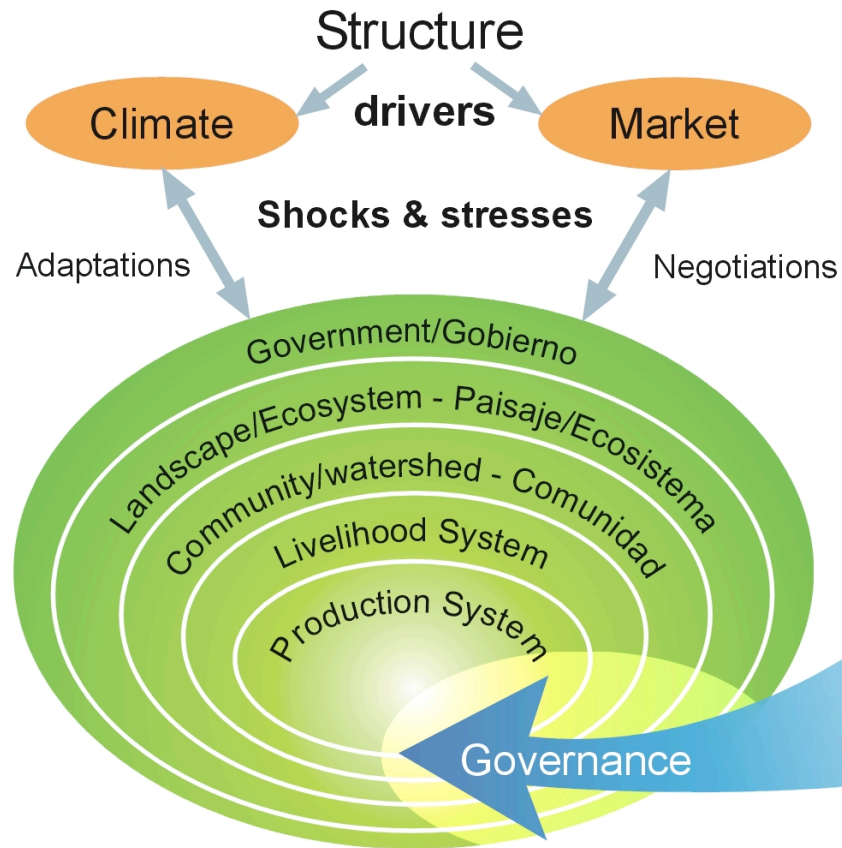 Structure
Climate
drivers
Market
Shocks & stresses
Adaptations
Negotiations
Government/Gobierno
Landscape/Ecosystem - Paisaje/Ecosistema
Community/watershed - Comunidad
Livelihood System
Production System
Governance